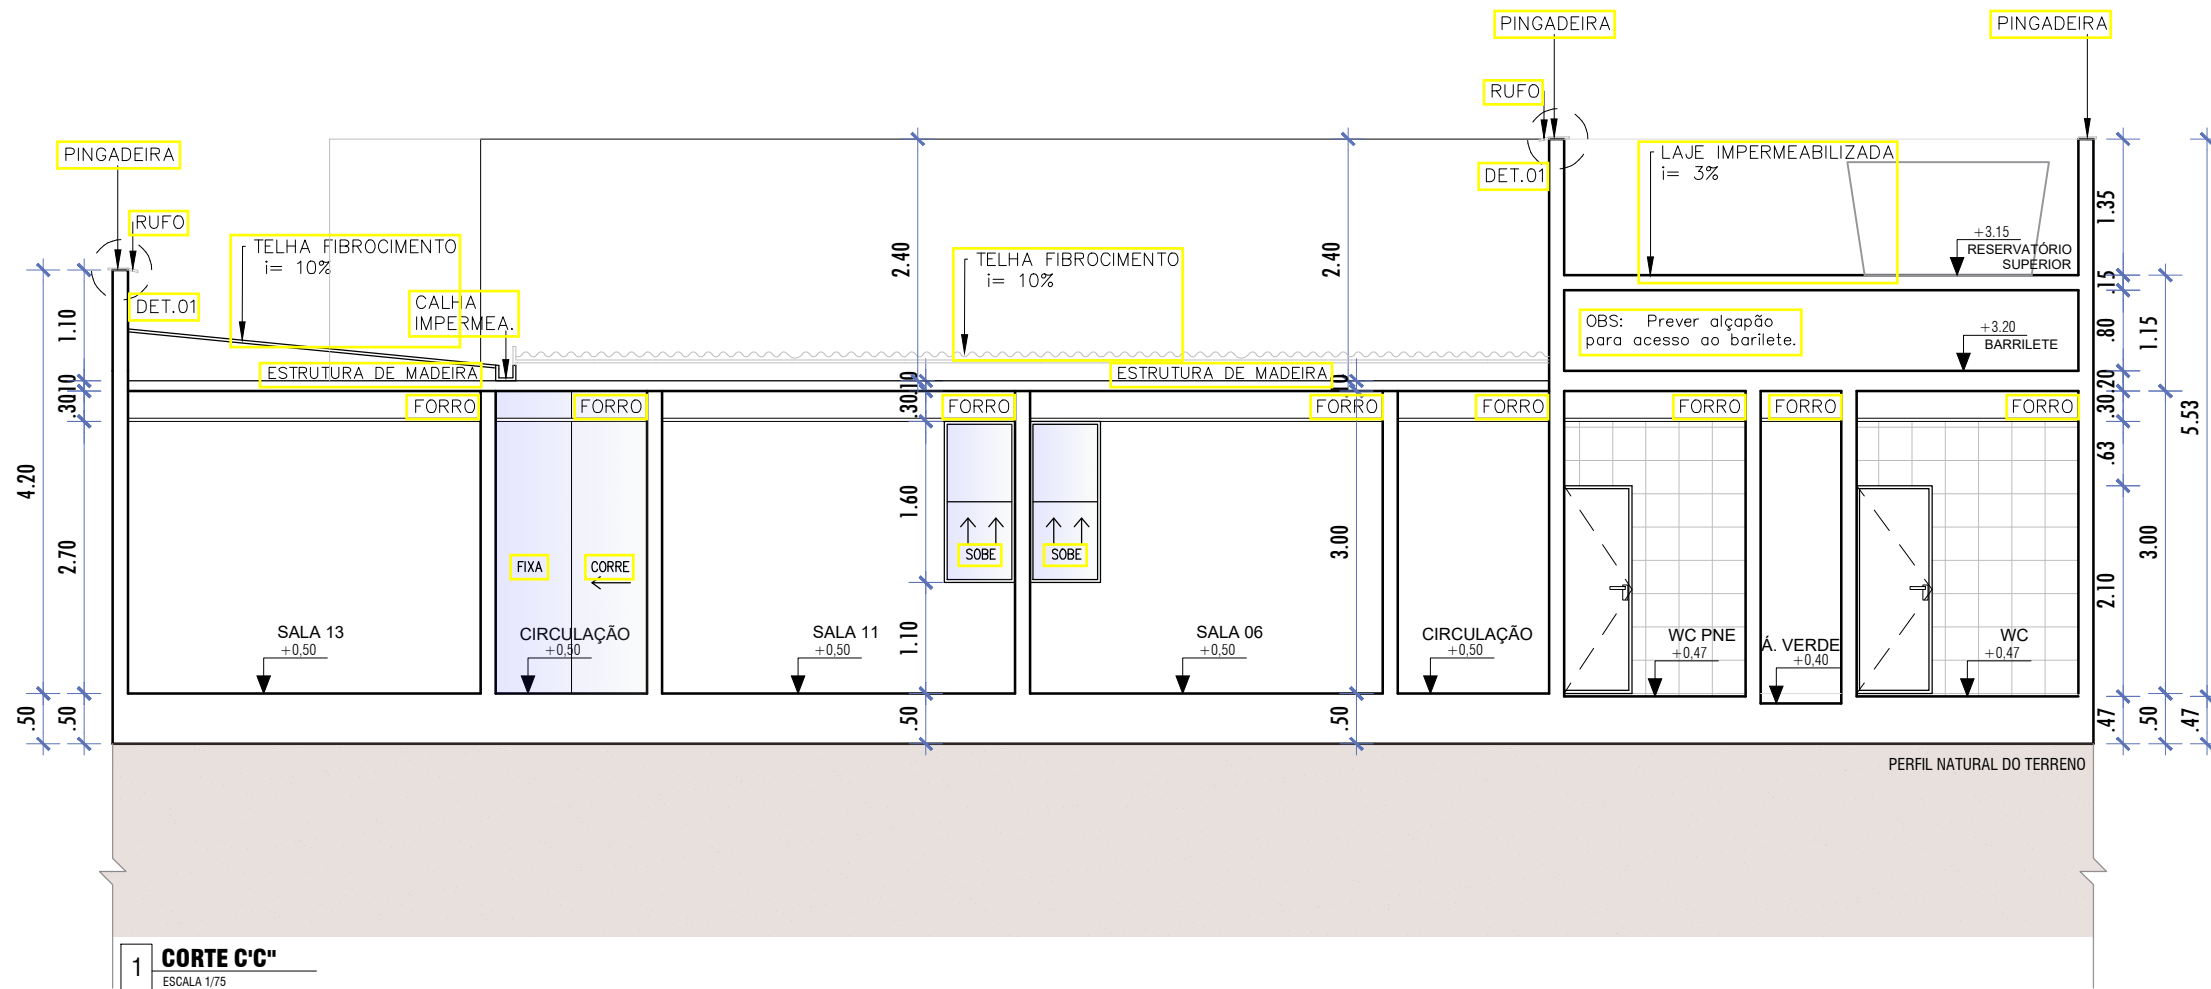 PINGADEIRA
PINGADEIRA
RUFO
PINGADEIRA
DET.01
LAJE IMPERMEABILIZADA
i= 3%
RUFO
TELHA FIBROCIMENTO
i= 10%
TELHA FIBROCIMENTO
i= 10%
2.40
2.40
1.35
+3.15
RESERVATÓRIO
SUPERIOR
DET.01
CALHA
IMPERMEA.
.15
1.10
OBS: Prever alçapão
para acesso ao barilete.
+3.20
BARRILETE
.80
1.15
ESTRUTURA DE MADEIRA
ESTRUTURA DE MADEIRA
.10
.30
.10
.30
.20
.30
FORRO
FORRO
FORRO
FORRO
FORRO
FORRO
FORRO
FORRO
5.53
4.20
2.70
1.60
3.00
.63
3.00
2.10
SOBE
SOBE
FIXA
CORRE
1.10
SALA 13
+0,50
CIRCULAÇÃO
+0,50
SALA 11
+0,50
SALA 06
+0,50
CIRCULAÇÃO
+0,50
WC PNE
+0,47
Á. VERDE
+0,40
WC
+0,47
.50
.50
.50
.50
.47
.50
.47
PERFIL NATURAL DO TERRENO
1
CORTE C'C"
ESCALA 1/75